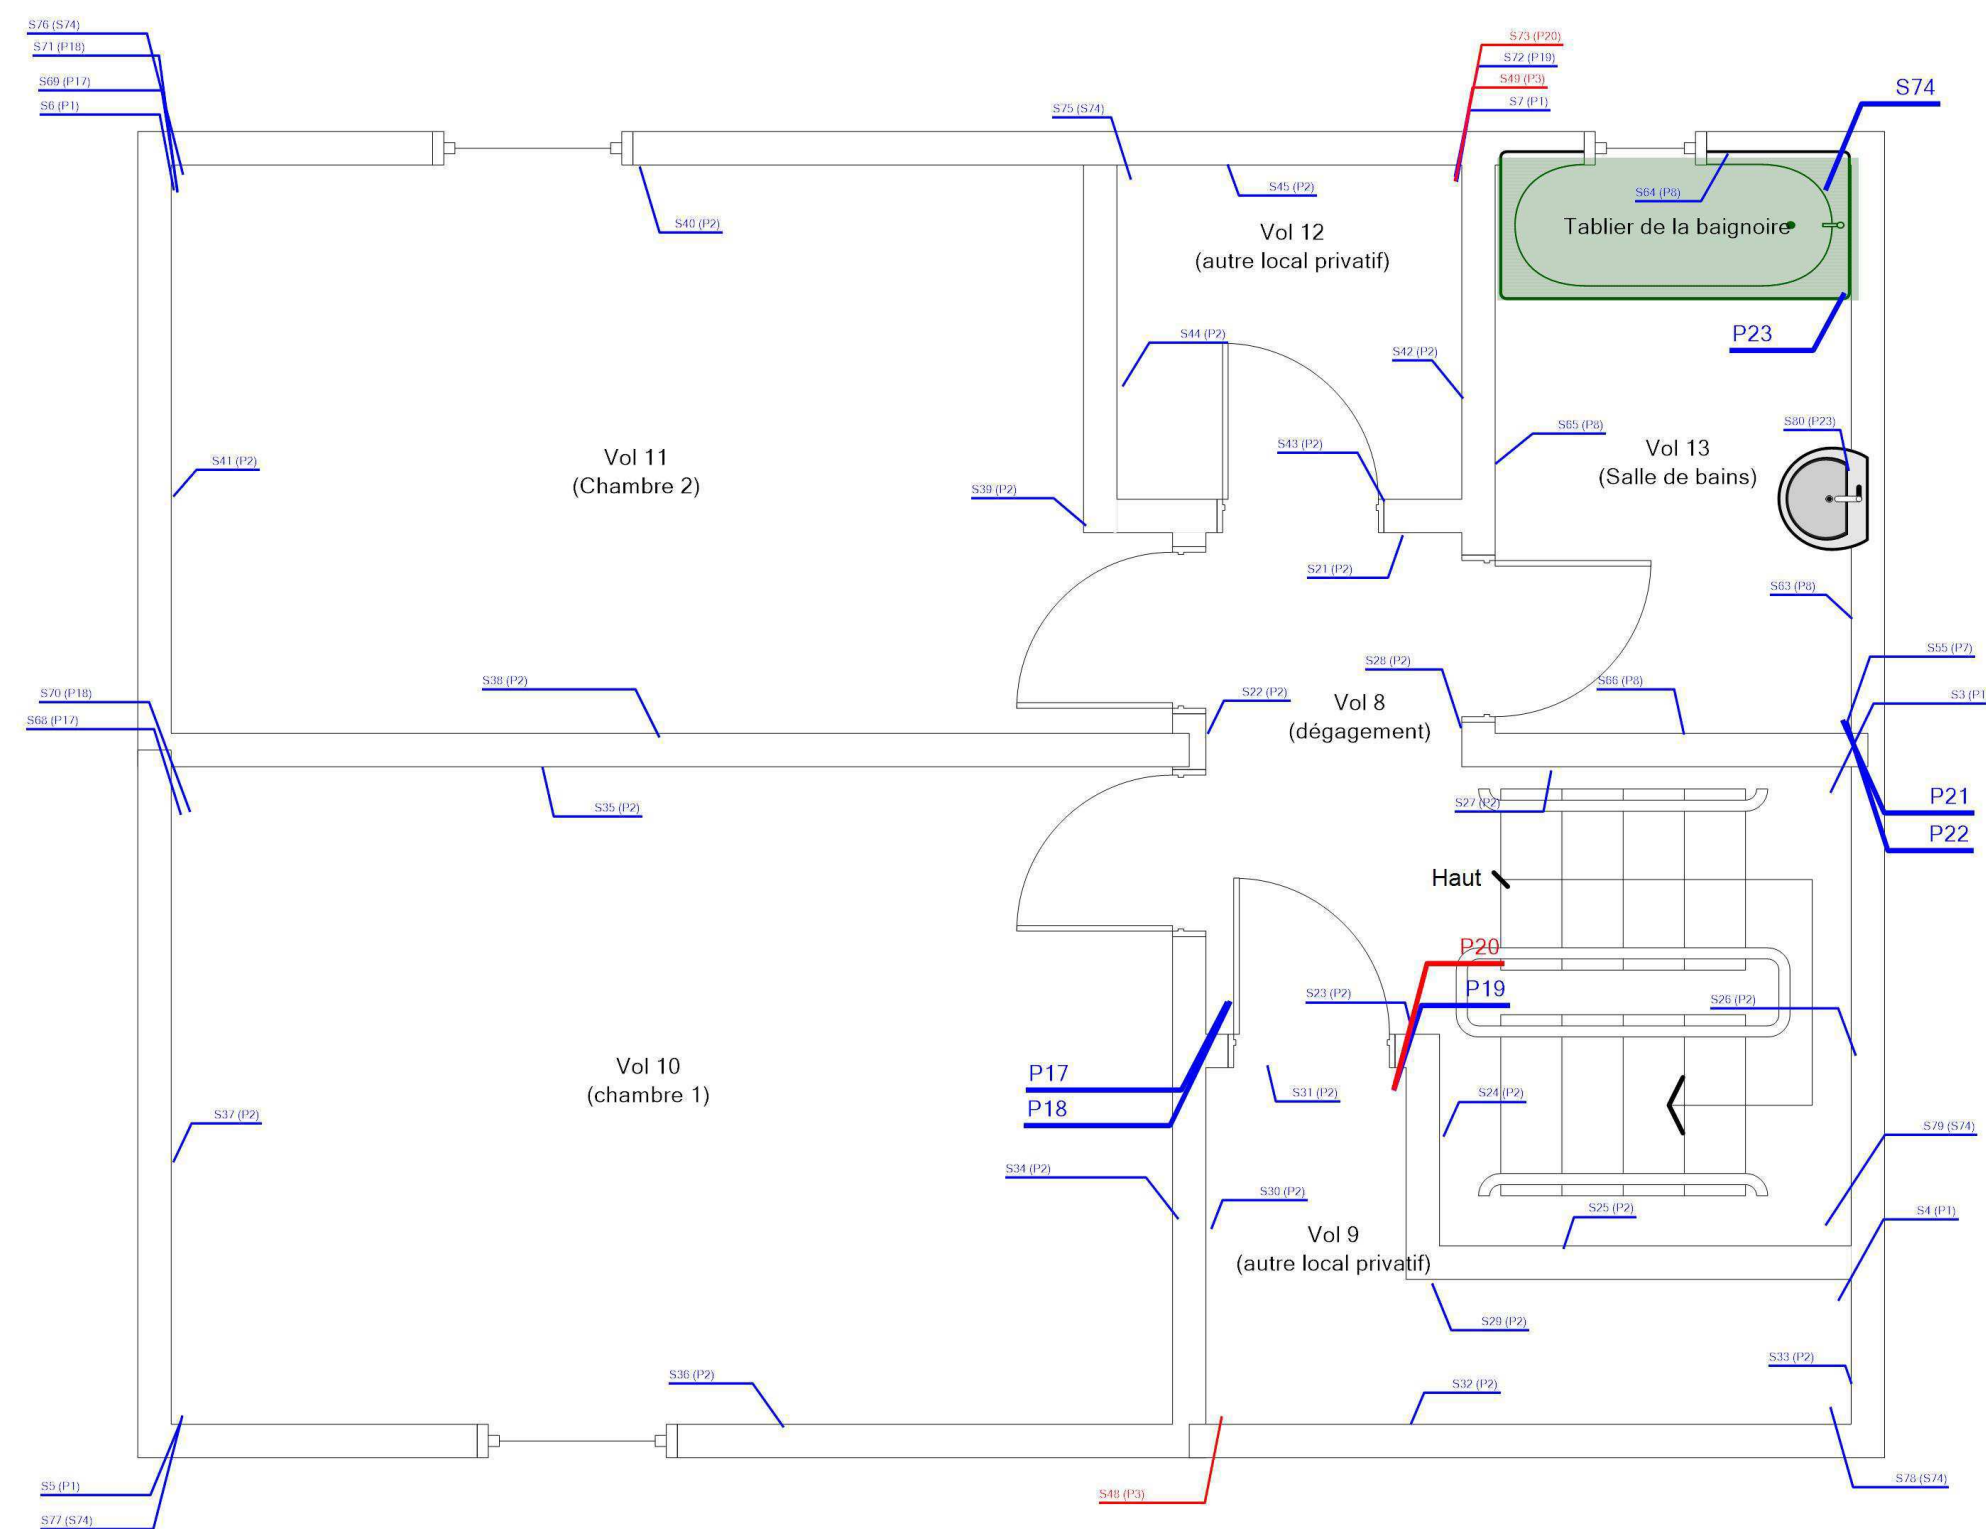 S76 (S74)
S71 (P18)
S69 (P17)
S6 (P1)
S73 (P20)
S72 (P19)
S49 (P3)
S7 (P1)
S75 (S74)
S74
S45 (P2)
S64 (P8)
S40 (P2)
Vol 12
(autre local privatif)
Tablier de la baignoire
P23
S44 (P2)
S42 (P2)
S80 (P23)
S65 (P8)
S43 (P2)
Vol 11
(Chambre 2)
S41 (P2)
Vol 13
(Salle de bains)
S39 (P2)
S21 (P2)
S63 (P8)
S55 (P7)
S28 (P2)
S38 (P2)
S66 (P8)
S70 (P18)
S22 (P2)
S3 (P1
S68 (P17)
Vol 8
(dégagement)
S35 (P2)
S27 (P2)
P21
P22
Haut
P20
P19
S23 (P2)
S26 (P2)
Vol 10
(chambre 1)
P17
P18
S31 (P2)
S24 (P2)
S37 (P2)
S79 (S74)
S34 (P2)
S30 (P2)
S25 (P2)
S4 (P1)
Vol 9
(autre local privatif)
S29 (P2)
S33 (P2)
S36 (P2)
S32 (P2)
S5 (P1)
S78 (S74)
S48 (P3)
S77 (S74)